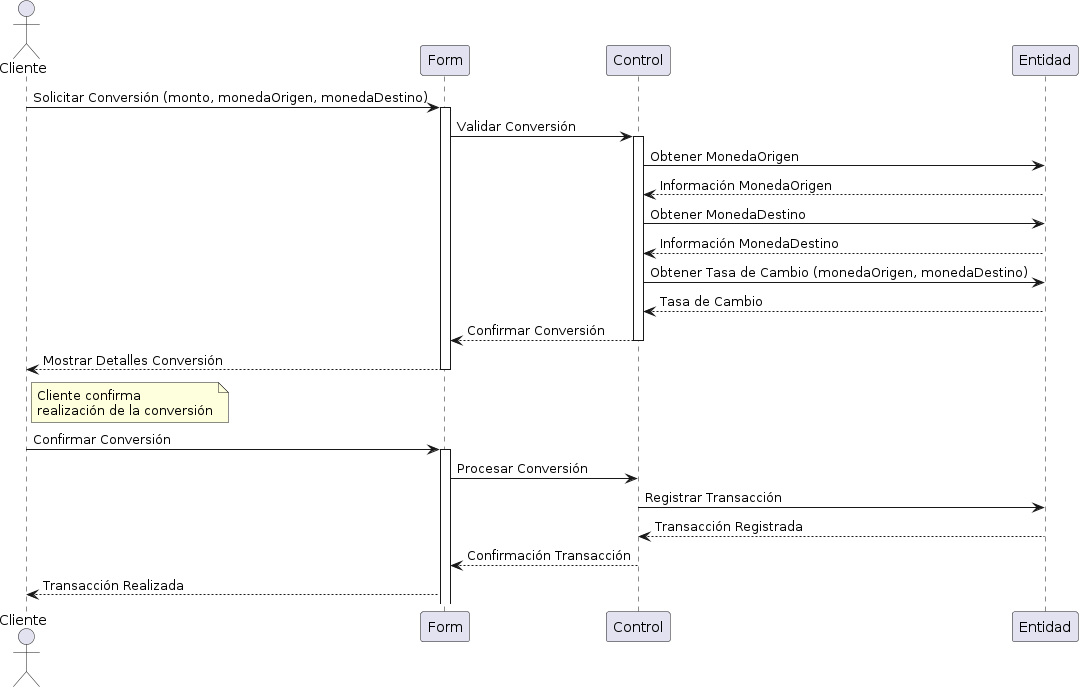 Cliente
Form
Control
Entidad
Solicitar Conversión (monto, monedaOrigen, monedaDestino)
Validar Conversión
Obtener MonedaOrigen
Información MonedaOrigen
Obtener MonedaDestino
Información MonedaDestino
Obtener Tasa de Cambio (monedaOrigen, monedaDestino)
Tasa de Cambio
Confirmar Conversión
Mostrar Detalles Conversión
Cliente confirma
realización de la conversión
Confirmar Conversión
Procesar Conversión
Registrar Transacción
Transacción Registrada
Confirmación Transacción
Transacción Realizada
Cliente
Form
Control
Entidad